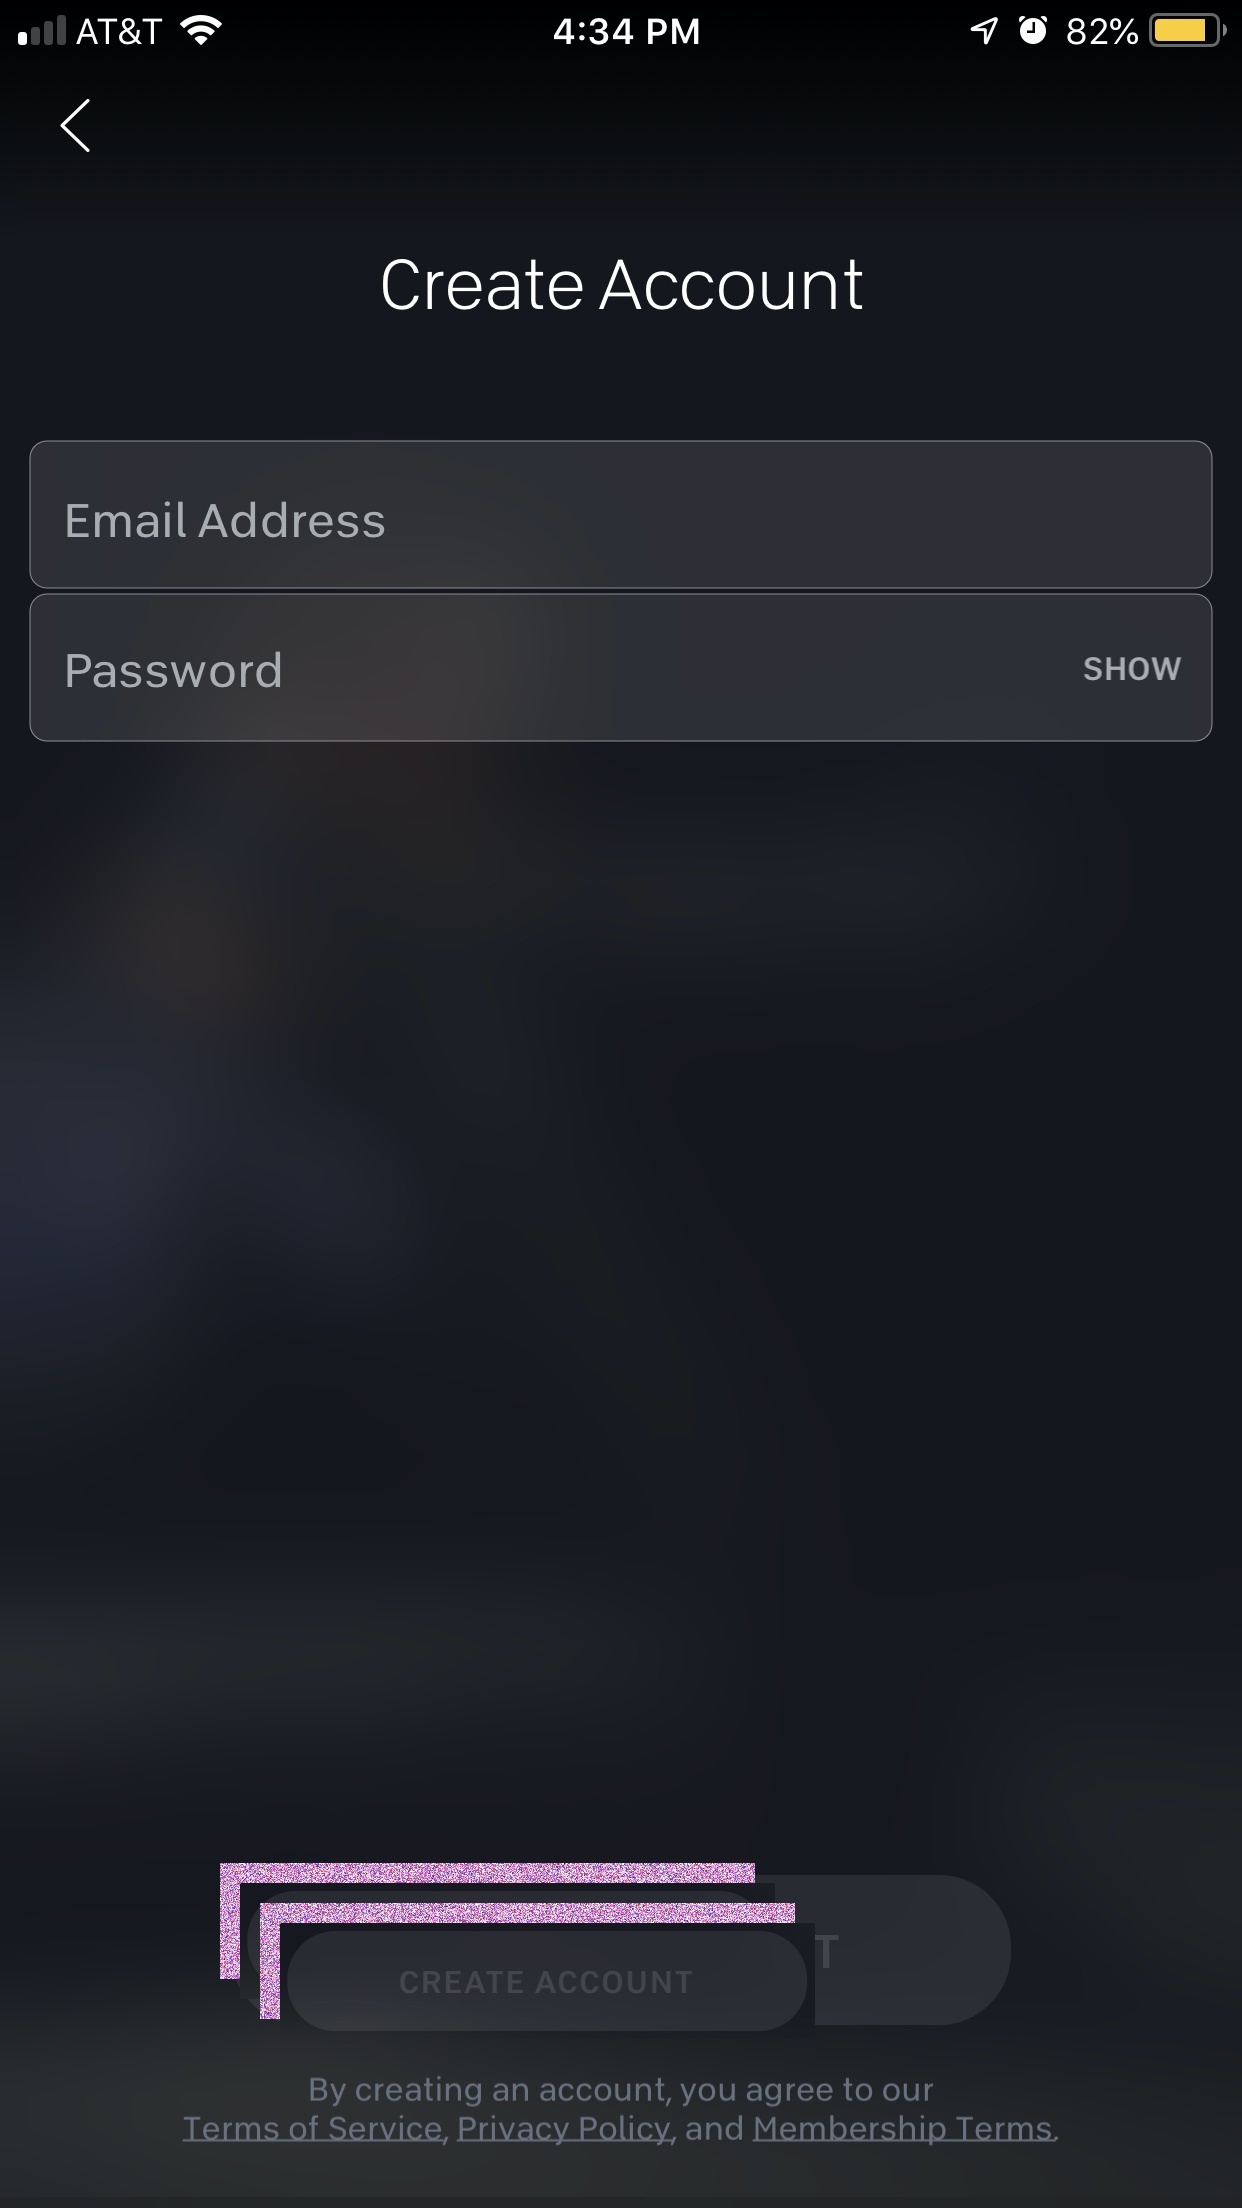 AT&T 4:34 PM 82%
Create Account
Email Address
Password SHOW
T
CREATE ACCOUNT
By creating an account, you agree to our
Terms of Service, Privacy Policy, and Membership Terms.